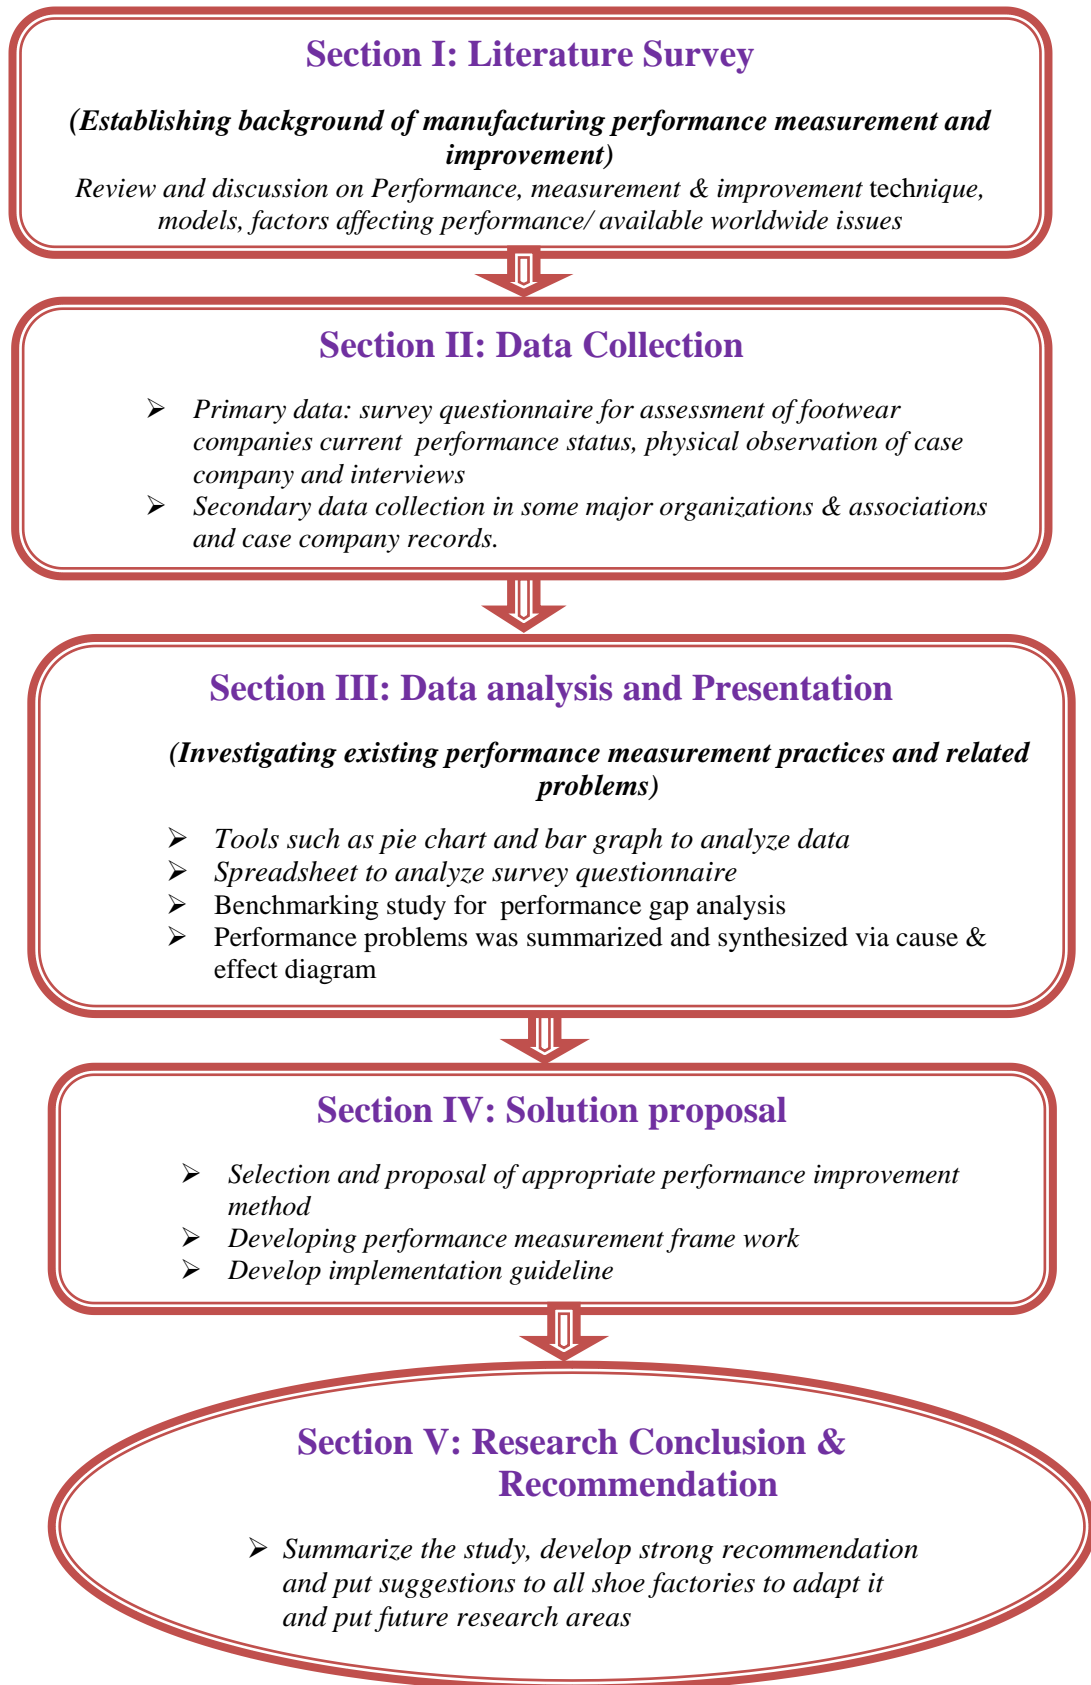 Section I: Literature Survey
(Establishing background of manufacturing performance measurement and
improvement)
Review and discussion on Performance, measurement & improvement technique,
models, factors affecting performance/ available worldwide issues
Section II: Data Collection
➢ Primary data: survey questionnaire for assessment of footwear
companies current performance status, physical observation of case
company and interviews
➢ Secondary data collection in some major organizations & associations
and case company records.
Section III: Data analysis and Presentation
(Investigating existing performance measurement practices and related
problems)
➢ Tools such as pie chart and bar graph to analyze data
➢ Spreadsheet to analyze survey questionnaire
➢ Benchmarking study for performance gap analysis
➢ Performance problems was summarized and synthesized via cause &
effect diagram
Section IV: Solution proposal
➢ Selection and proposal of appropriate performance improvement
method
➢ Developing performance measurement frame work
➢ Develop implementation guideline
Section V: Research Conclusion &
Recommendation
➢ Summarize the study, develop strong recommendation
and put suggestions to all shoe factories to adapt it
and put future research areas